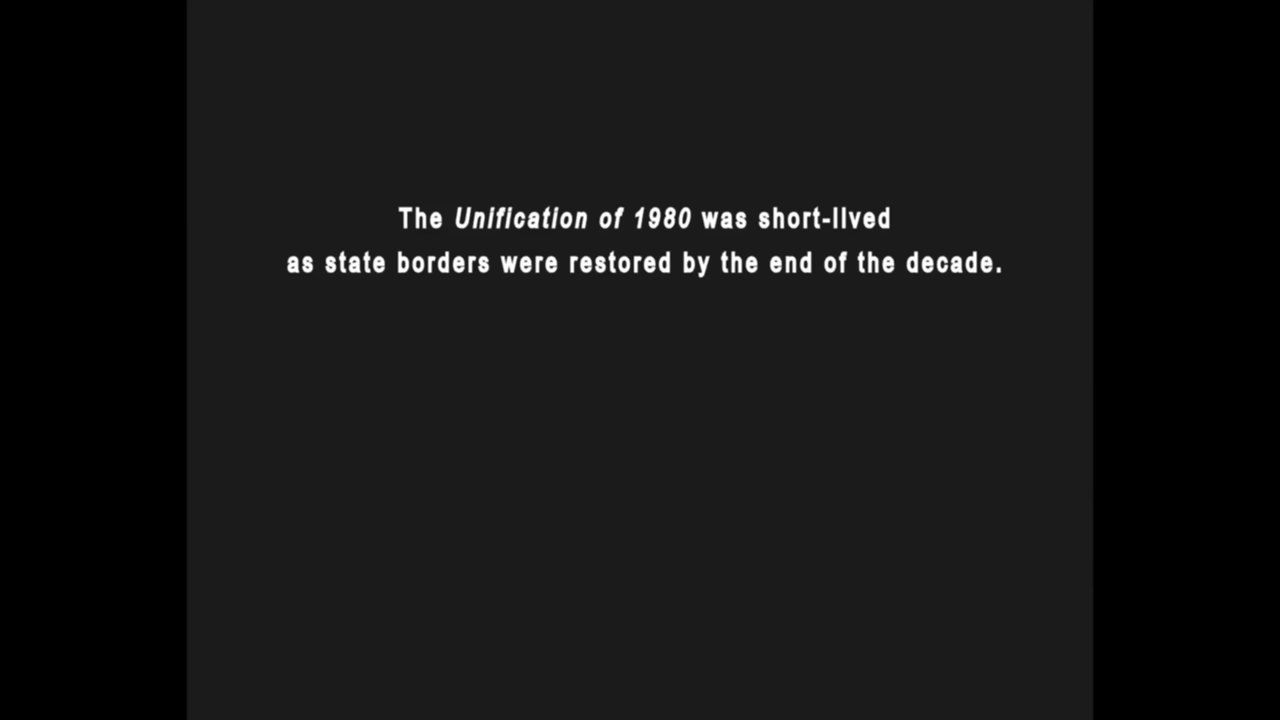 The Unification of 1980 was short-lived
as state borders were restored by the end of the decade.